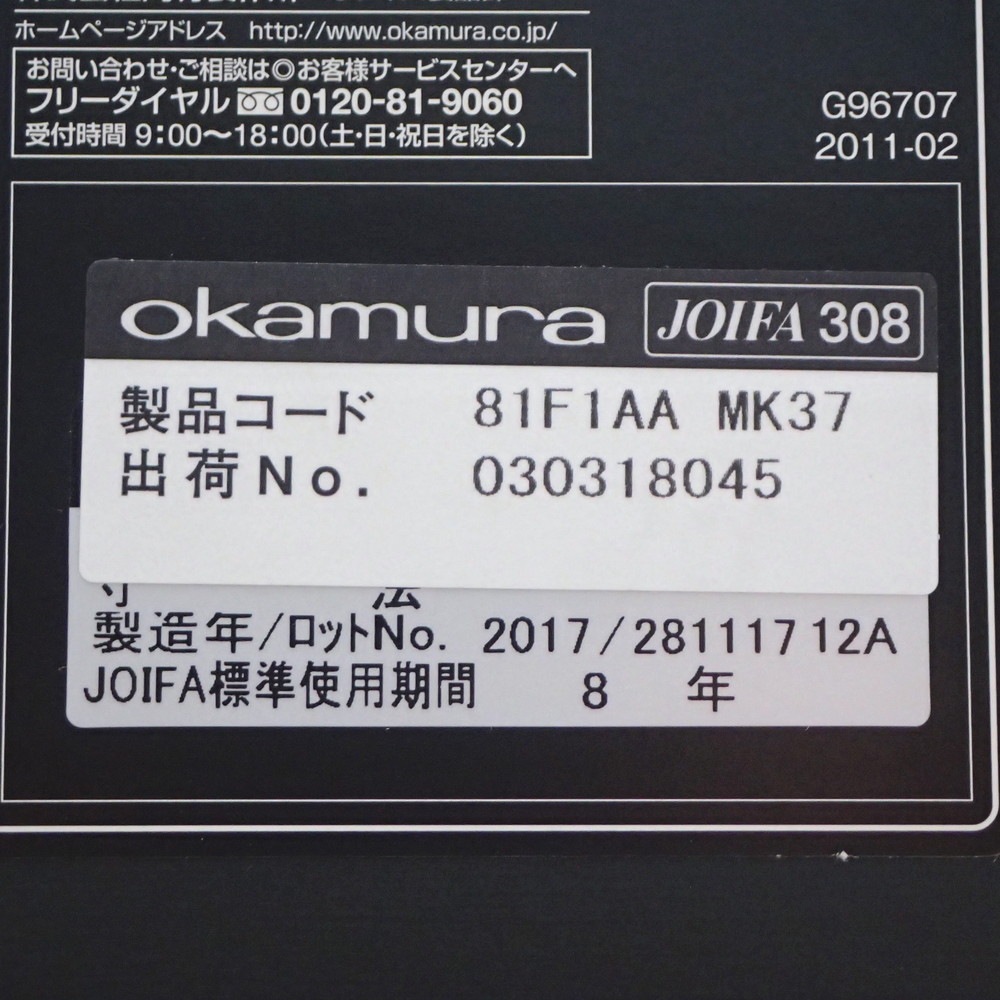 ホームページアドレス http://www.okamura.co.jp/
お問い合わせ・ご相談は◎お客様サービスセンターへ
フリーダイヤル 0120-81-9060
受付時間 9:00〜18:00(土・日・祝日を除く)
G96707
2011-02
okamura JOIFA 308
製品コード 81F1AA MK37
出荷No. 030318045
寸 法
製造年/ロットNo. 2017/28111712A
JOIFA標準使用期間 8 年